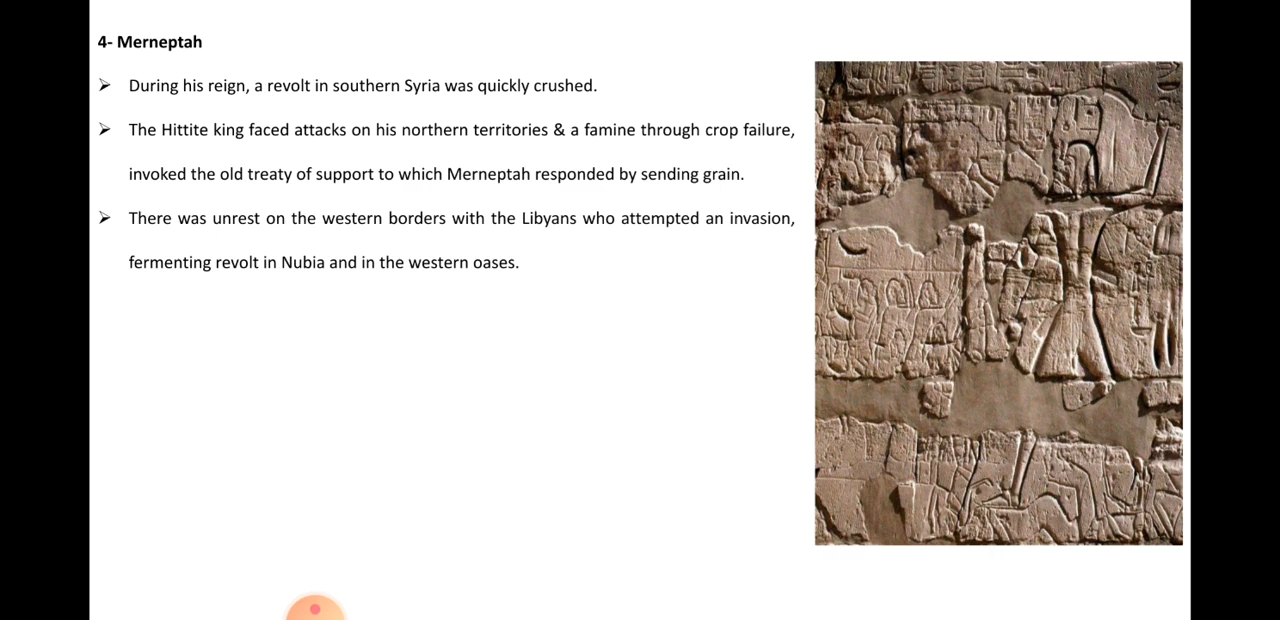 4- Merneptah
➢ During his reign, a revolt in southern Syria was quickly crushed.
➢ The Hittite king faced attacks on his northern territories & a famine through crop failure,
invoked the old treaty of support to which Merneptah responded by sending grain.
➢ There was unrest on the western borders with the Libyans who attempted an invasion,
fermenting revolt in Nubia and in the western oases.